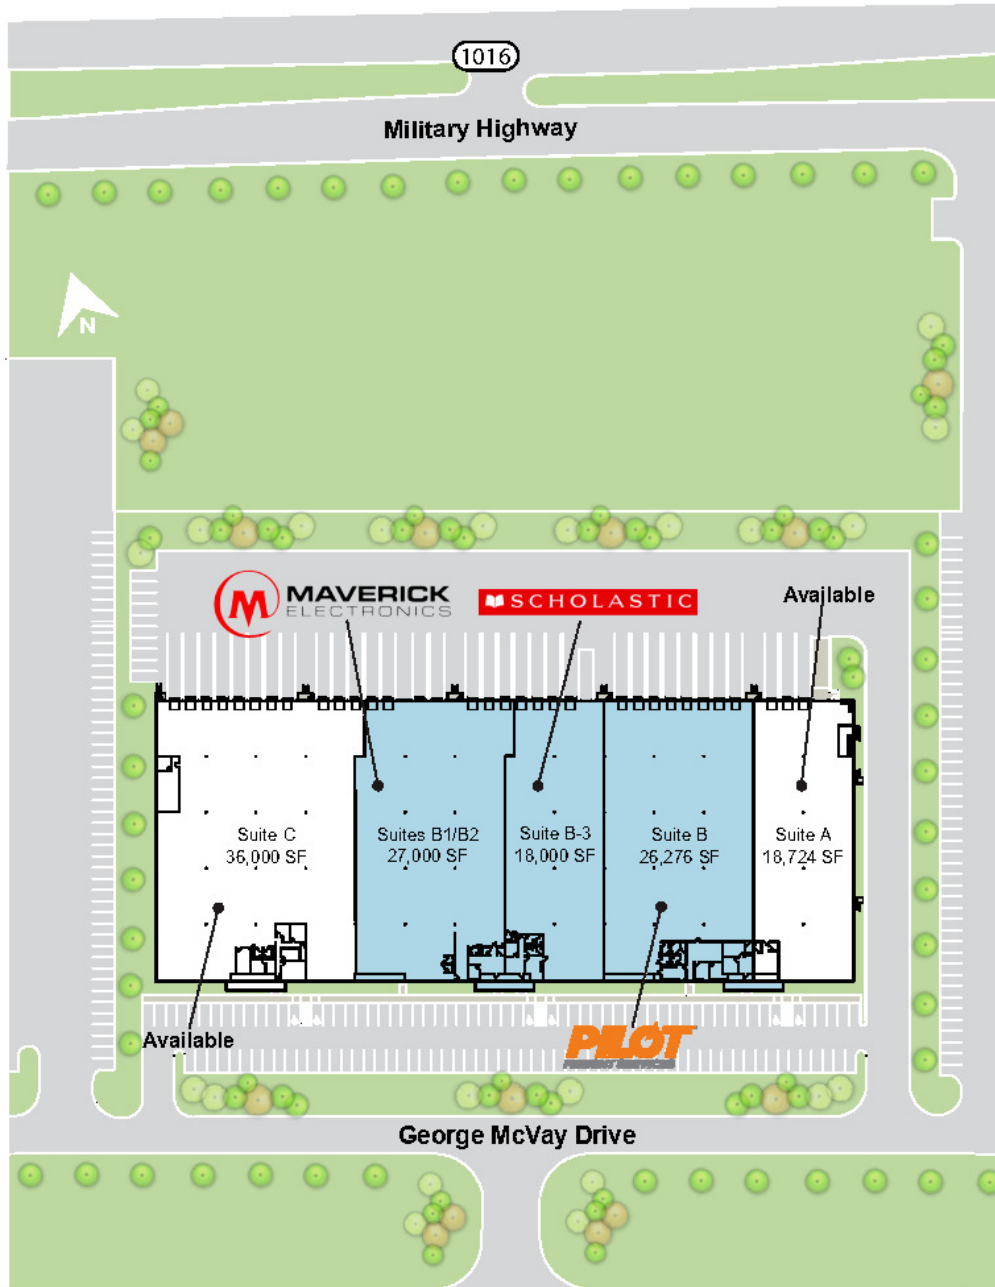 1016
Military Highway
N
MAVERICK
ELECTRONICS
SCHOLASTIC
Available
Suite C
36,000 SF
Suites B1/B2
27,000 SF
Suite B-3
18,000 SF
Suite B
26,276 SF
Suite A
18,724 SF
Available
PILOT
George McVay Drive